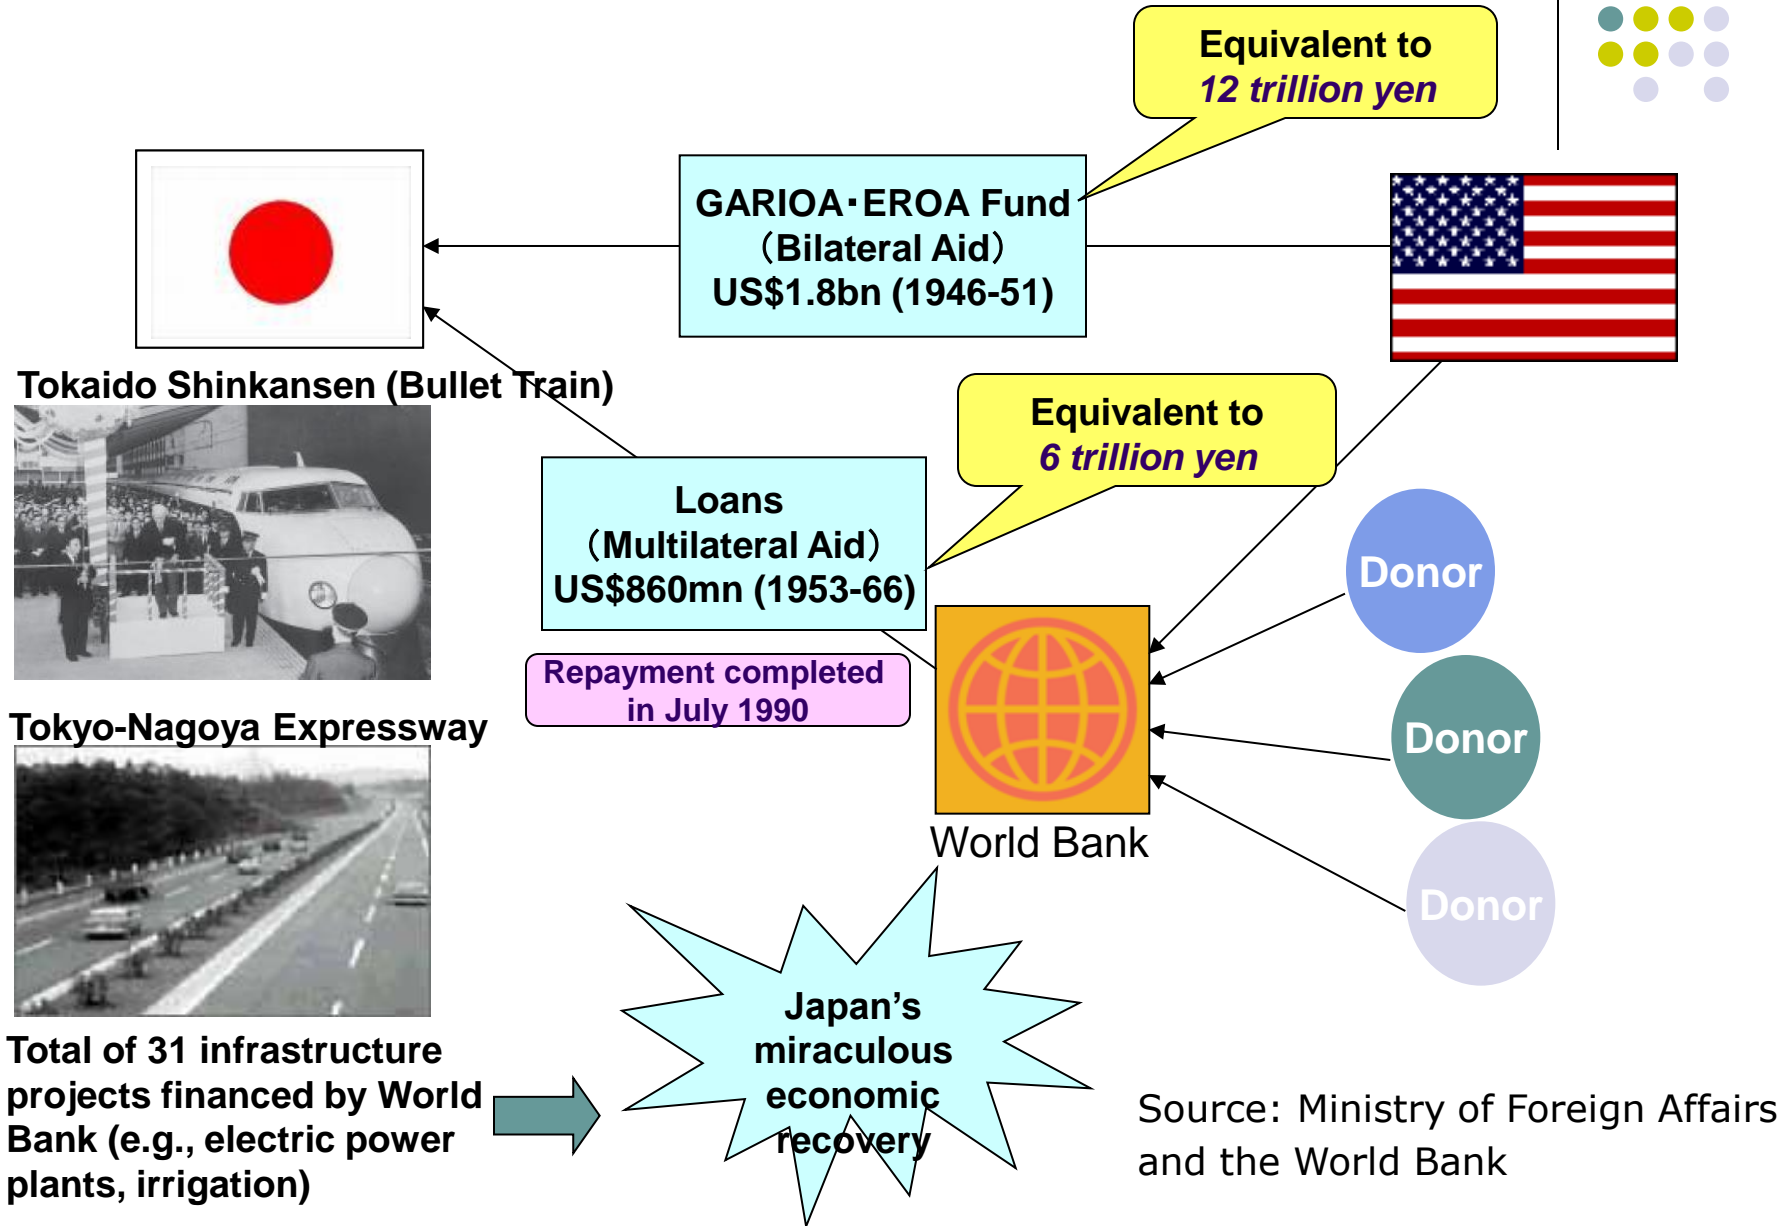 Equivalent to
12 trillion yen
GARIOA･EROA Fund
（Bilateral Aid）
US$1.8bn (1946-51)
Tokaido Shinkansen (Bullet Train)
Equivalent to
6 trillion yen
Loans
（Multilateral Aid）
US$860mn (1953-66)
Donor
Repayment completed
in July 1990
Donor
Tokyo-Nagoya Expressway
World Bank
Donor
Japan’s
miraculous
economic
recovery
Total of 31 infrastructure
projects financed by World
Bank (e.g., electric power
plants, irrigation)
Source: Ministry of Foreign Affairs
and the World Bank